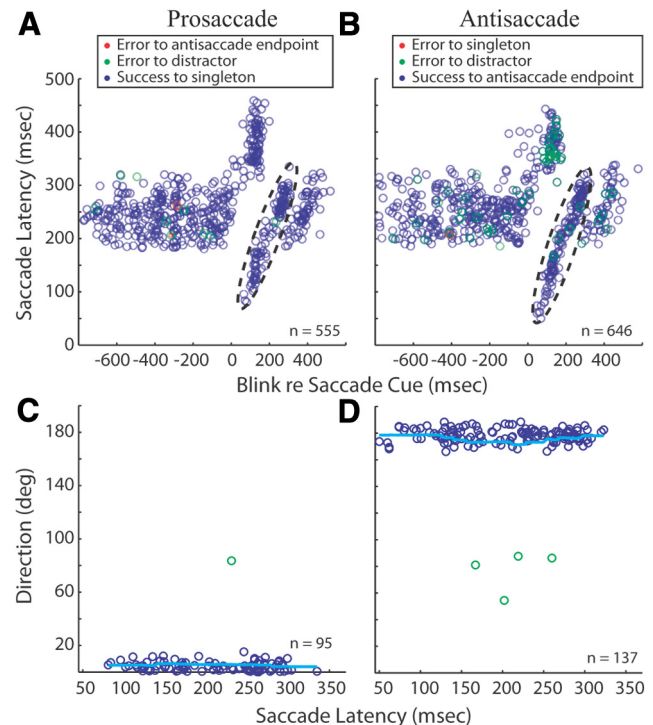 A Prosaccade
Error to antisaccade endpoint
Error to distractor
Success to singleton
B Antisaccade
Error to singleton
Error to distractor
Success to antisaccade endpoint
Saccade Latency (msec)
500
400
300
200
100
0
n = 555
n = 646
-600 -400 -200 0 200 400
-600 -400 -200 0 200 400
Blink re Saccade Cue (msec)
C
D
Direction (deg)
180
140
100
60
20
n = 95
n = 137
50 100 150 200 250 300 350
50 100 150 200 250 300 350
Saccade Latency (msec)